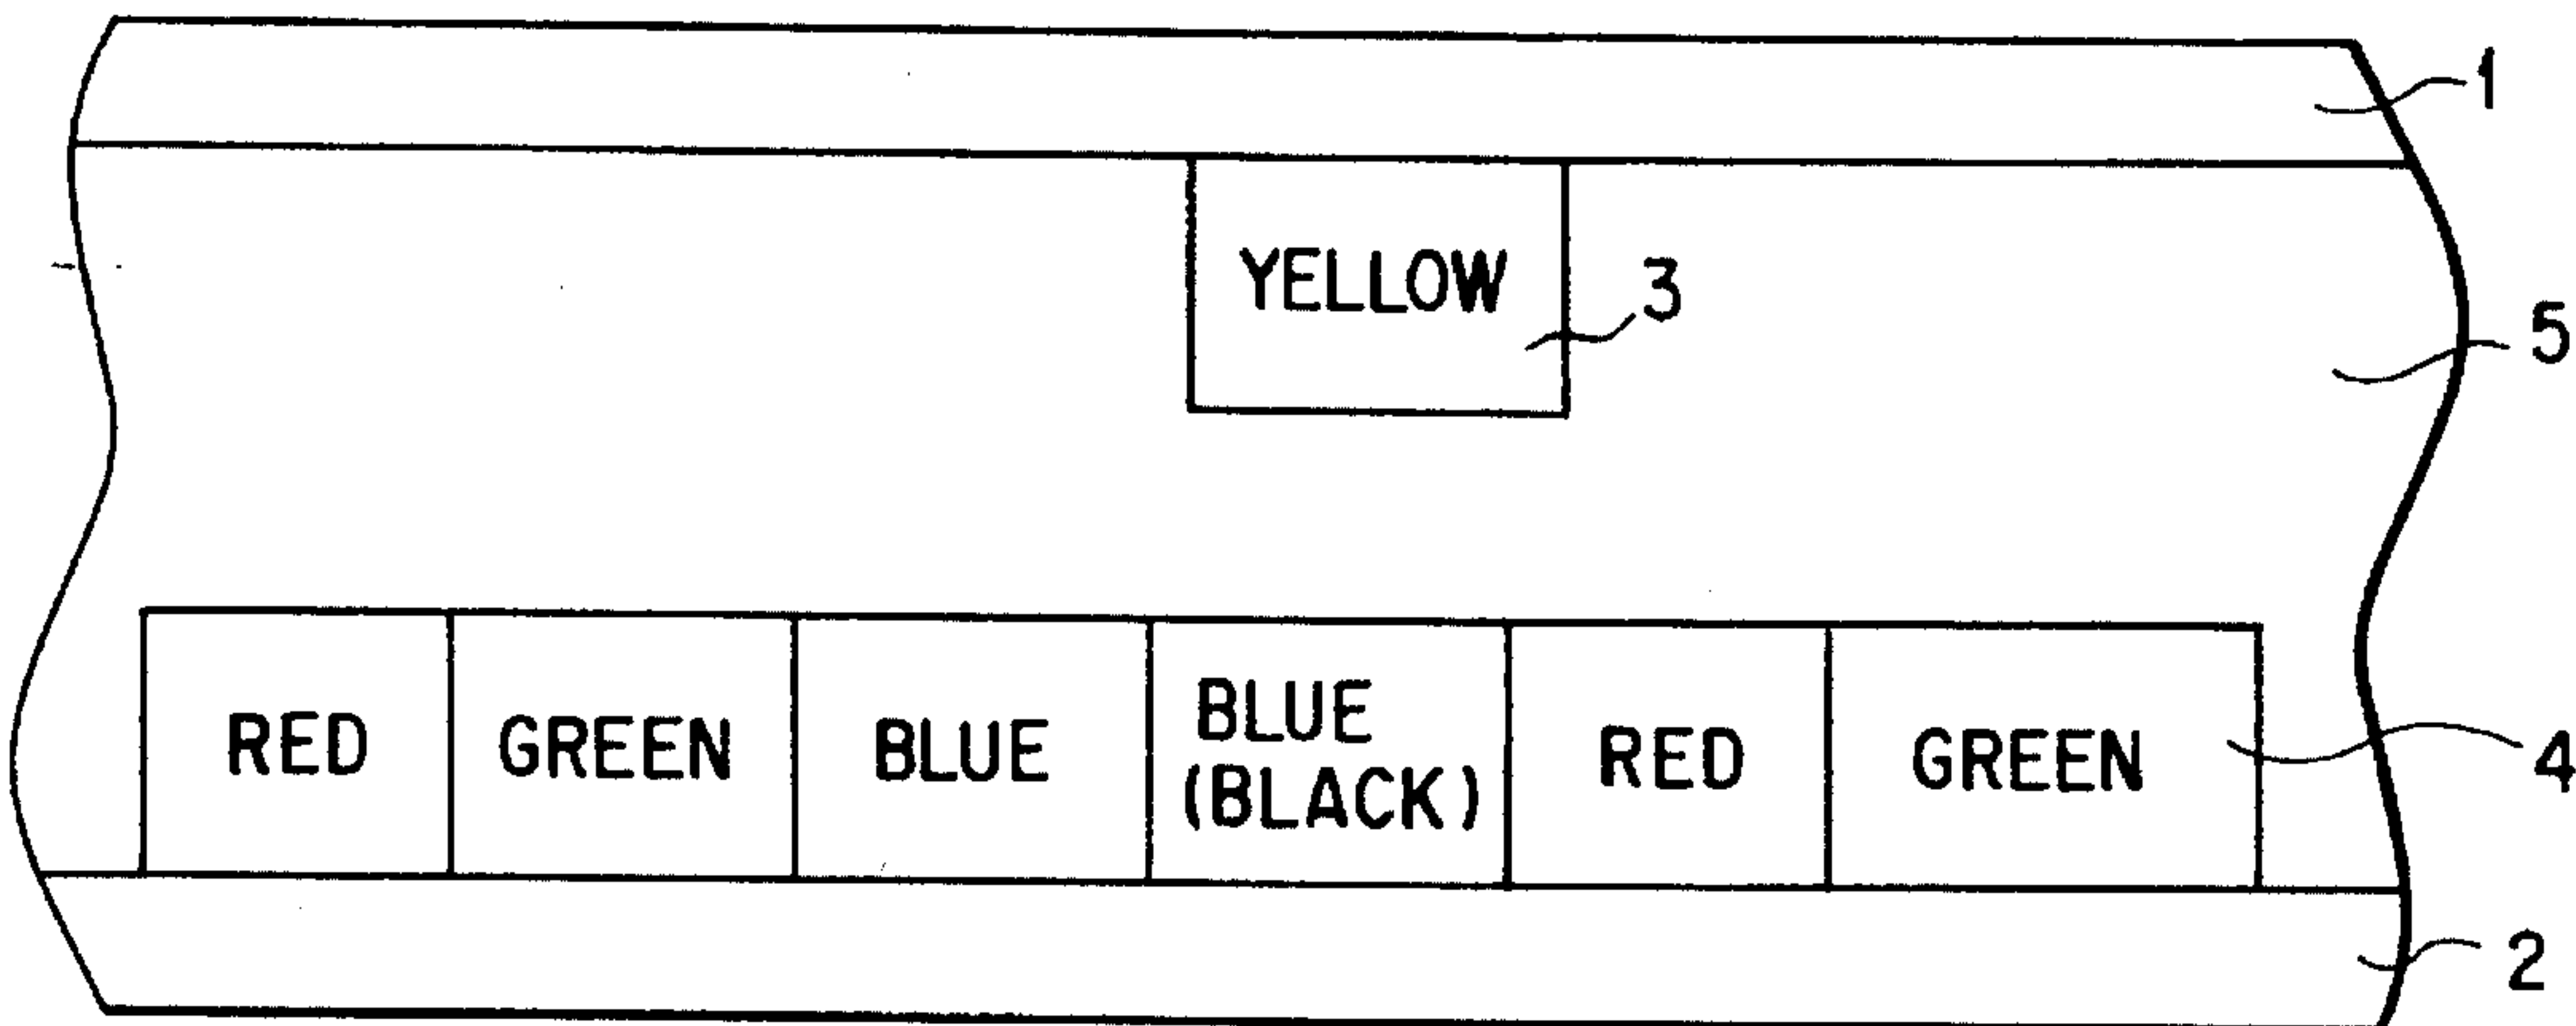 1
YELLOW
3
5
RED
GREEN
BLUE
BLUE
(BLACK)
RED
GREEN
4
2